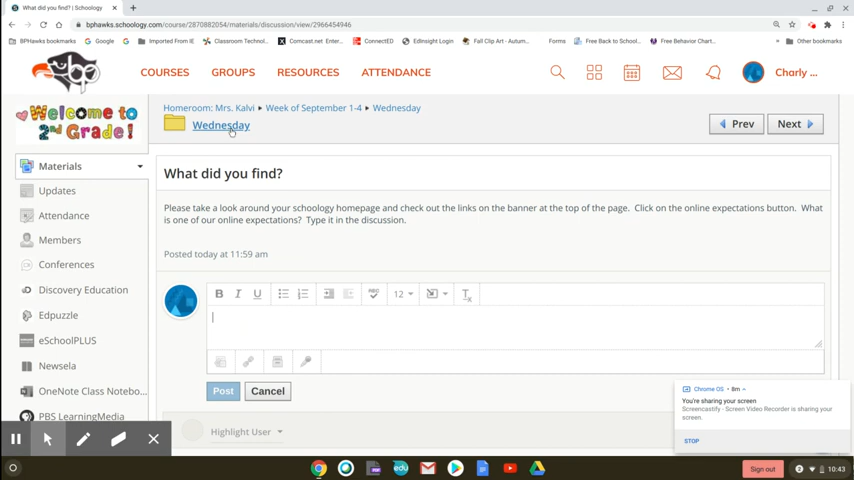 What did you find? | Schoology
bphawks.schoology.com/course/2870882054/materials/discussion/view/2966454946
BPHawks bookmarks Google G Imported From IE Classroom Technol... Comcast.net Enter... ConnectED EdInsight Login Fall Clip Art - Autum... Forms Free Back to School... Free Behavior Chart... » Other bookmarks
COURSES GROUPS RESOURCES ATTENDANCE Charly ...
Welcome to
2nd Grade!
Homeroom: Mrs. Kalvi ▸ Week of September 1-4 ▸ Wednesday
Wednesday
Prev Next
Materials
Updates
Attendance
Members
Conferences
Discovery Education
Edpuzzle
eSchoolPLUS
Newsela
OneNote Class Notebo...
PBS LearningMedia
What did you find?
Please take a look around your schoology homepage and check out the links on the banner at the top of the page. Click on the online expectations button. What
is one of our online expectations? Type it in the discussion.
Posted today at 11:59 am
B I U ABC 12 Tx
Post Cancel
Highlight User
Chrome OS • 8m
You're sharing your screen
Screencastify - Screen Video Recorder is sharing your
screen.
STOP
edu
Sign out 2 10:43